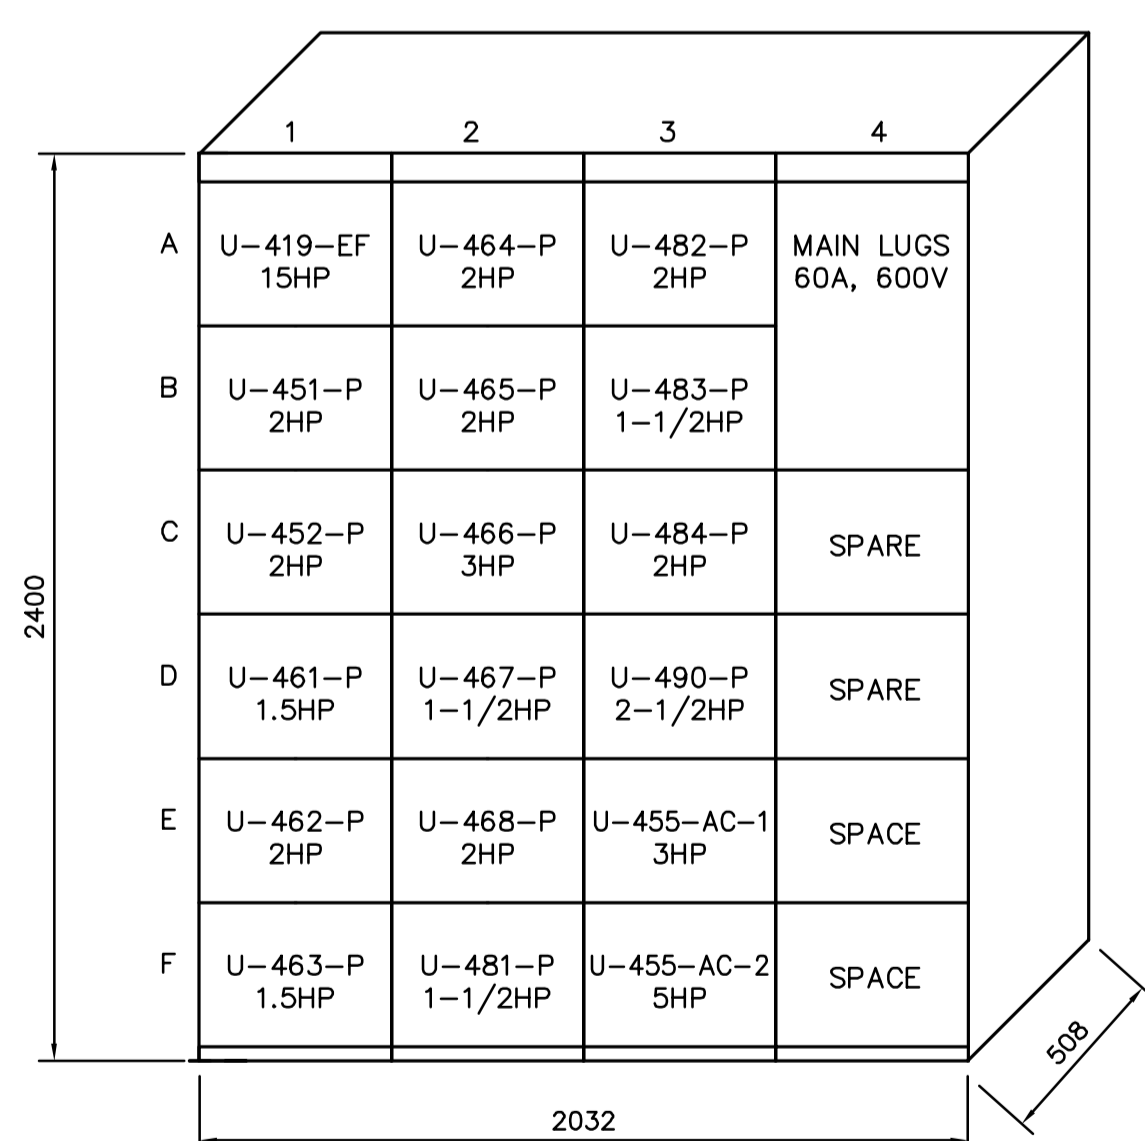 1 2 3 4
A U-419-EF U-464-P U-482-P MAIN LUGS
15HP 2HP 2HP 60A, 600V
B U-451-P U-465-P U-483-P
2HP 2HP 1-1/2HP
C U-452-P U-466-P U-484-P SPARE
2HP 3HP 2HP
D U-461-P U-467-P U-490-P SPARE
1.5HP 1-1/2HP 2-1/2HP
E U-462-P U-468-P U-455-AC-1 SPACE
2HP 2HP 3HP
F U-463-P U-481-P U-455-AC-2 SPACE
1.5HP 1-1/2HP 5HP
2400
2032
508